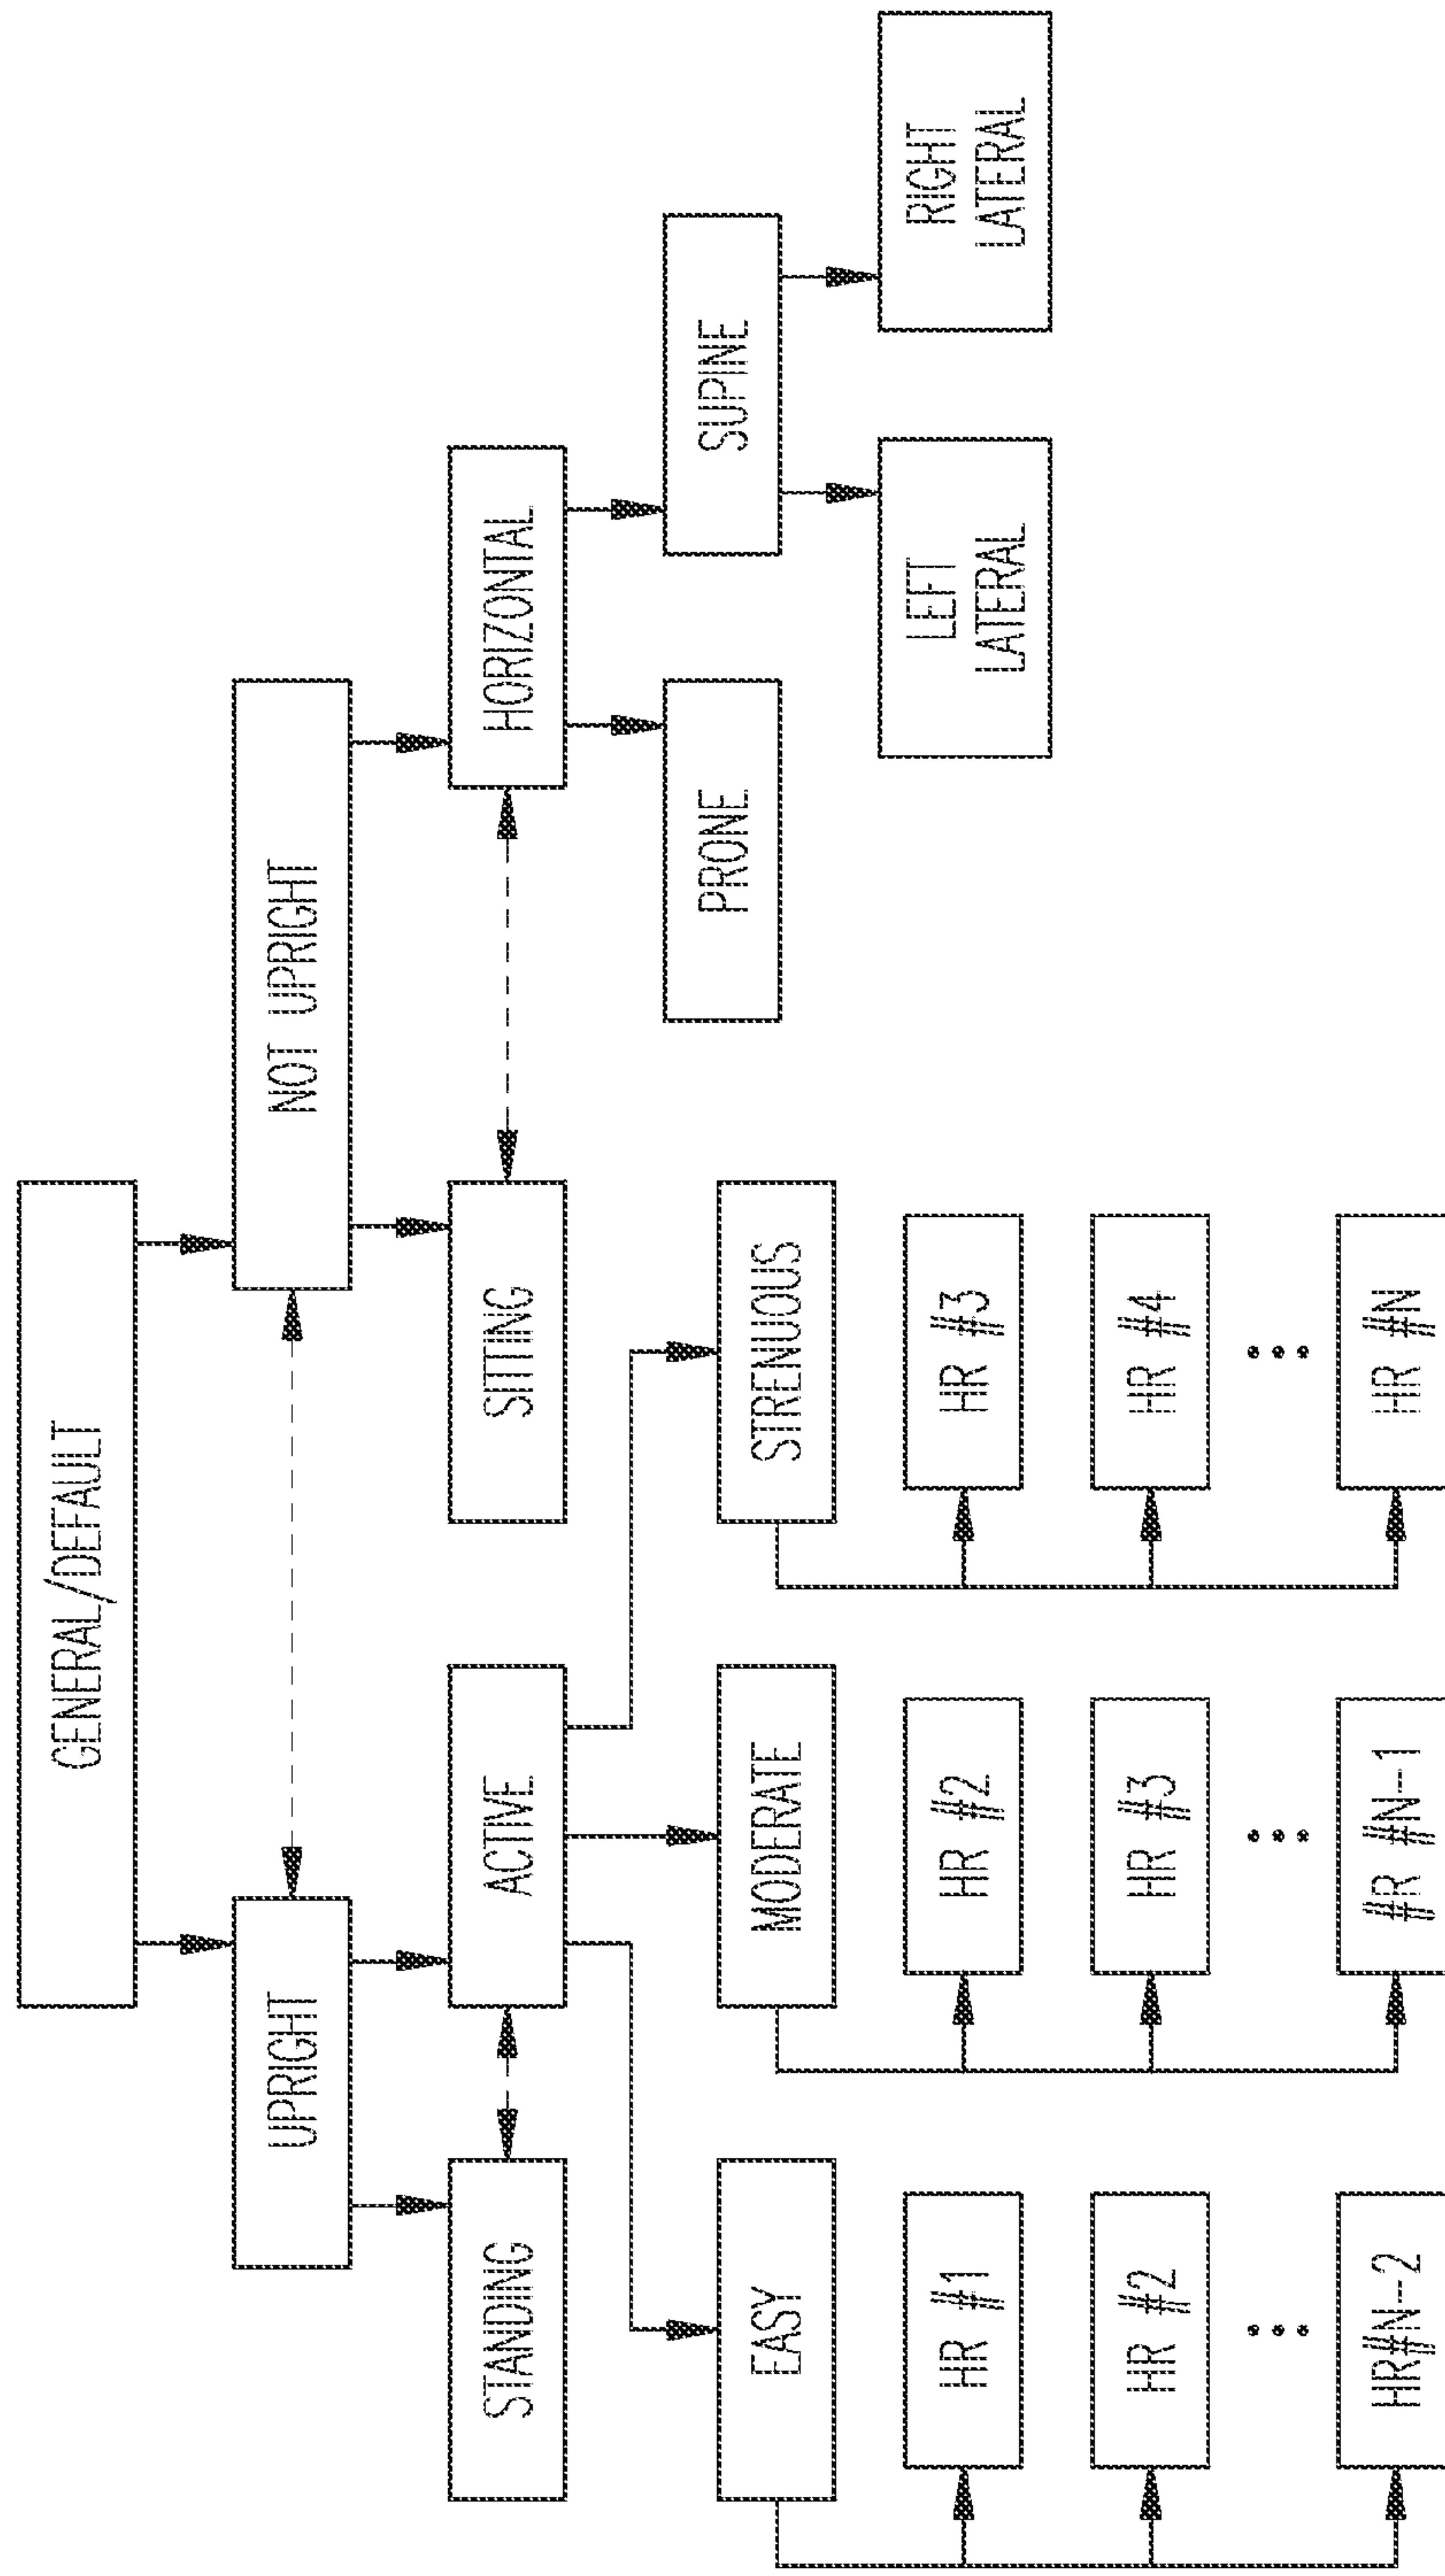 GENERAL/DEFAULT
UPRIGHT
NOT UPRIGHT
STANDING
ACTIVE
SITTING
HORIZONTAL
PRONE
SUPINE
EASY
MODERATE
STRENUOUS
LEFT
LATERAL
RIGHT
LATERAL
HR #1
HR #2
HR #3
HR #2
HR #3
HR #4
•••
•••
•••
HR#N-2
#R #N-1
HR #N